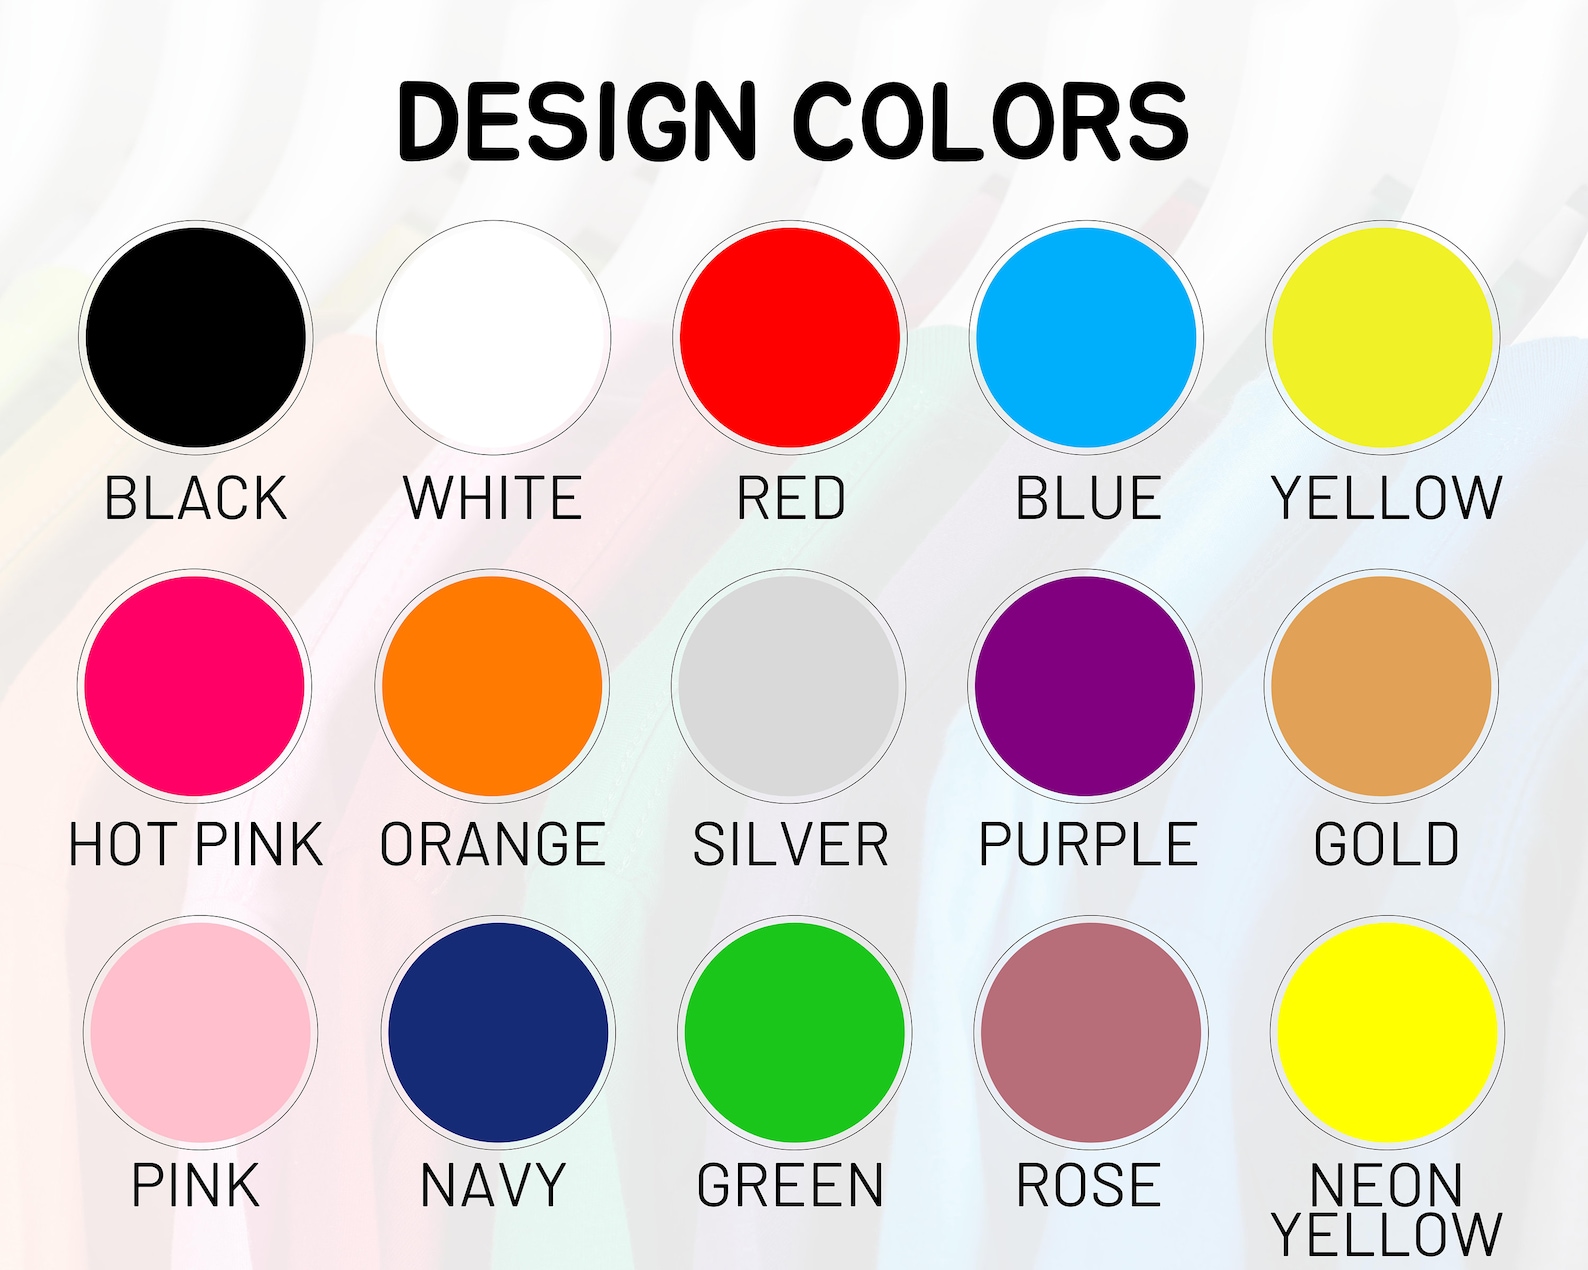 DESIGN COLORS
BLACK
WHITE
RED
BLUE
YELLOW
HOT PINK
ORANGE
SILVER
PURPLE
GOLD
PINK
NAVY
GREEN
ROSE
NEON
YELLOW